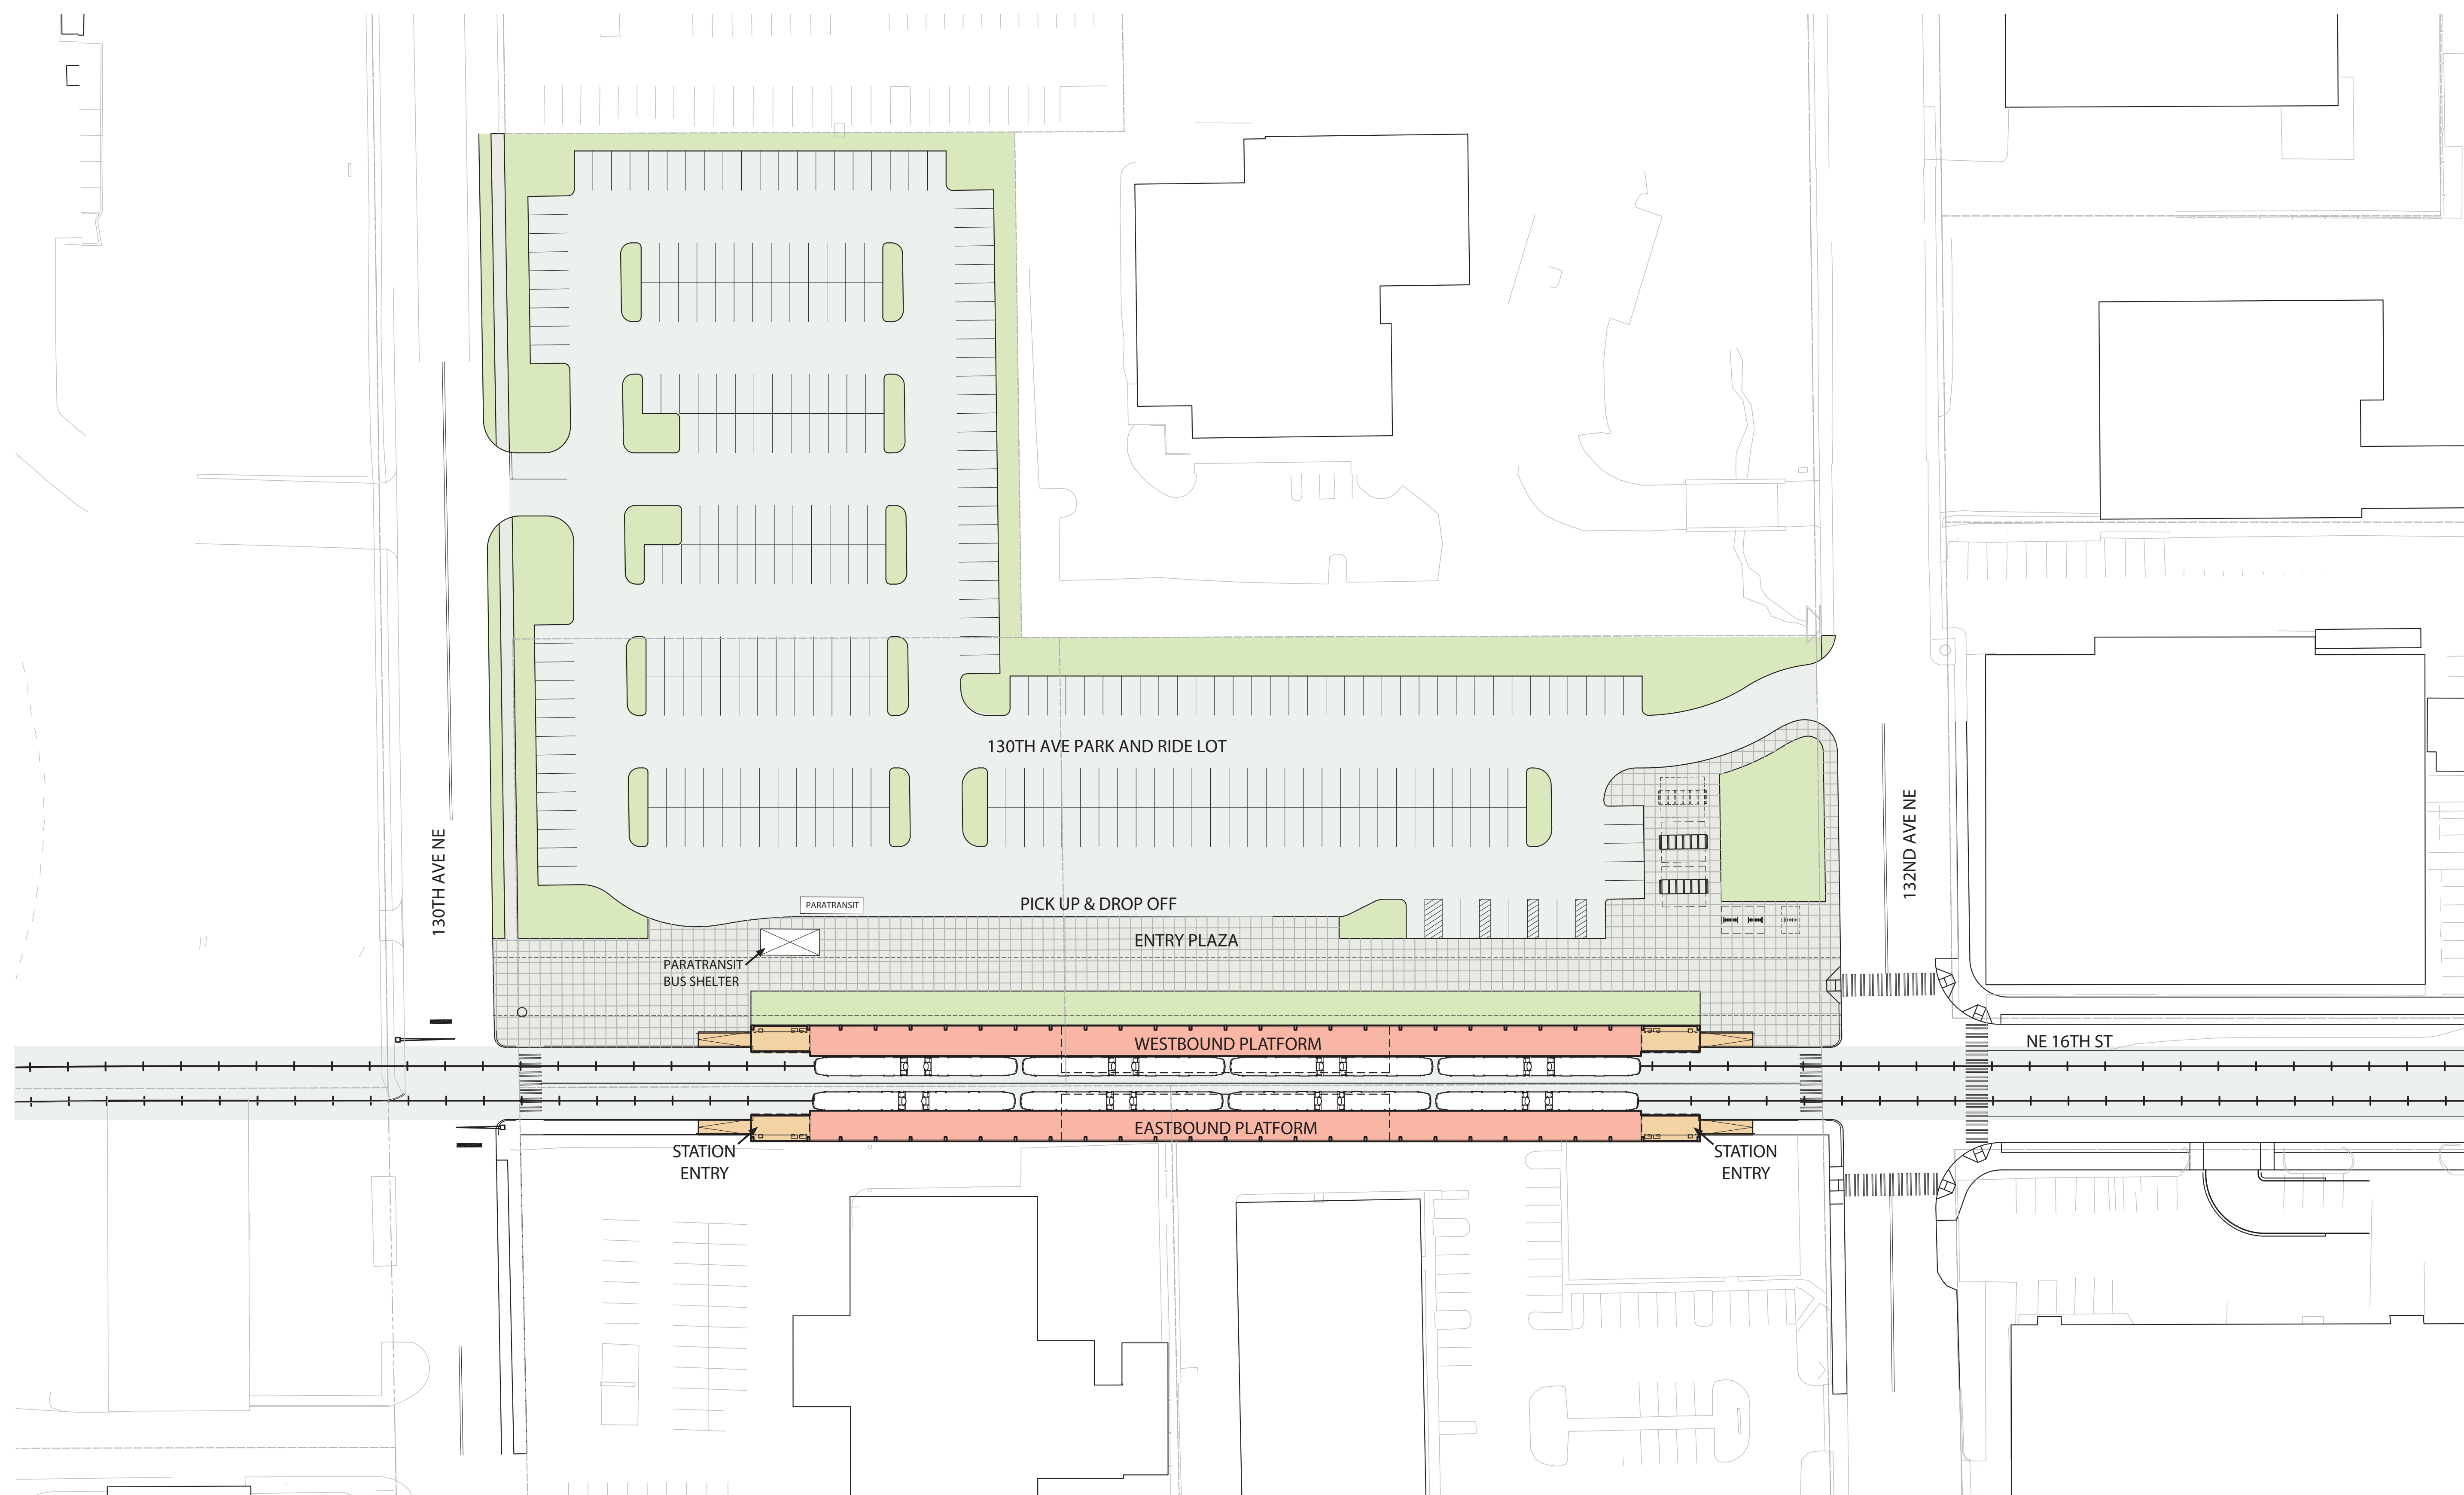 130TH AVE PARK AND RIDE LOT
130TH AVE NE
132ND AVE NE
PARATRANSIT
PICK UP & DROP OFF
ENTRY PLAZA
PARATRANSIT
BUS SHELTER
WESTBOUND PLATFORM
NE 16TH ST
EASTBOUND PLATFORM
STATION
ENTRY
STATION
ENTRY